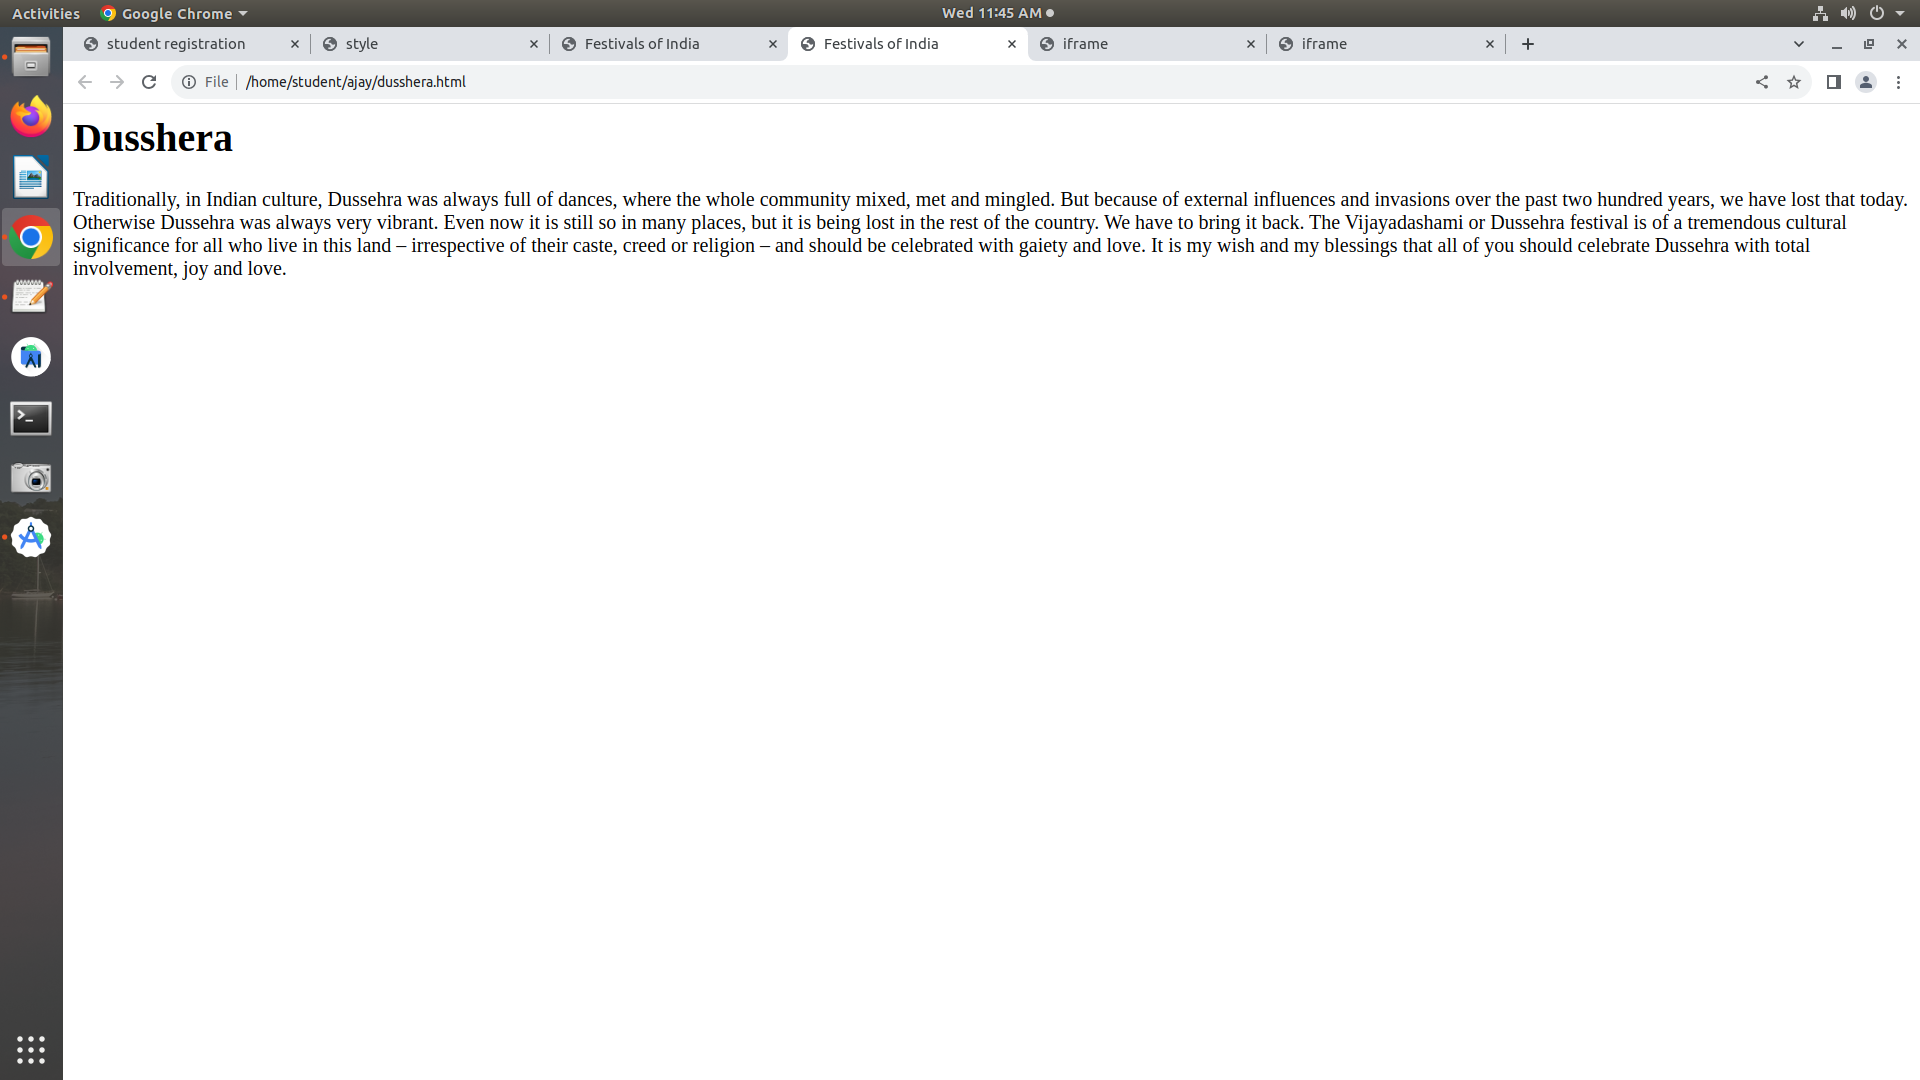 Activities Google Chrome Wed 11:45 AM
student registration style Festivals of India Festivals of India iframe iframe
File /home/student/ajay/dusshera.html
Dusshera
Traditionally, in Indian culture, Dussehra was always full of dances, where the whole community mixed, met and mingled. But because of external influences and invasions over the past two hundred years, we have lost that today.
Otherwise Dussehra was always very vibrant. Even now it is still so in many places, but it is being lost in the rest of the country. We have to bring it back. The Vijayadashami or Dussehra festival is of a tremendous cultural
significance for all who live in this land – irrespective of their caste, creed or religion – and should be celebrated with gaiety and love. It is my wish and my blessings that all of you should celebrate Dussehra with total
involvement, joy and love.